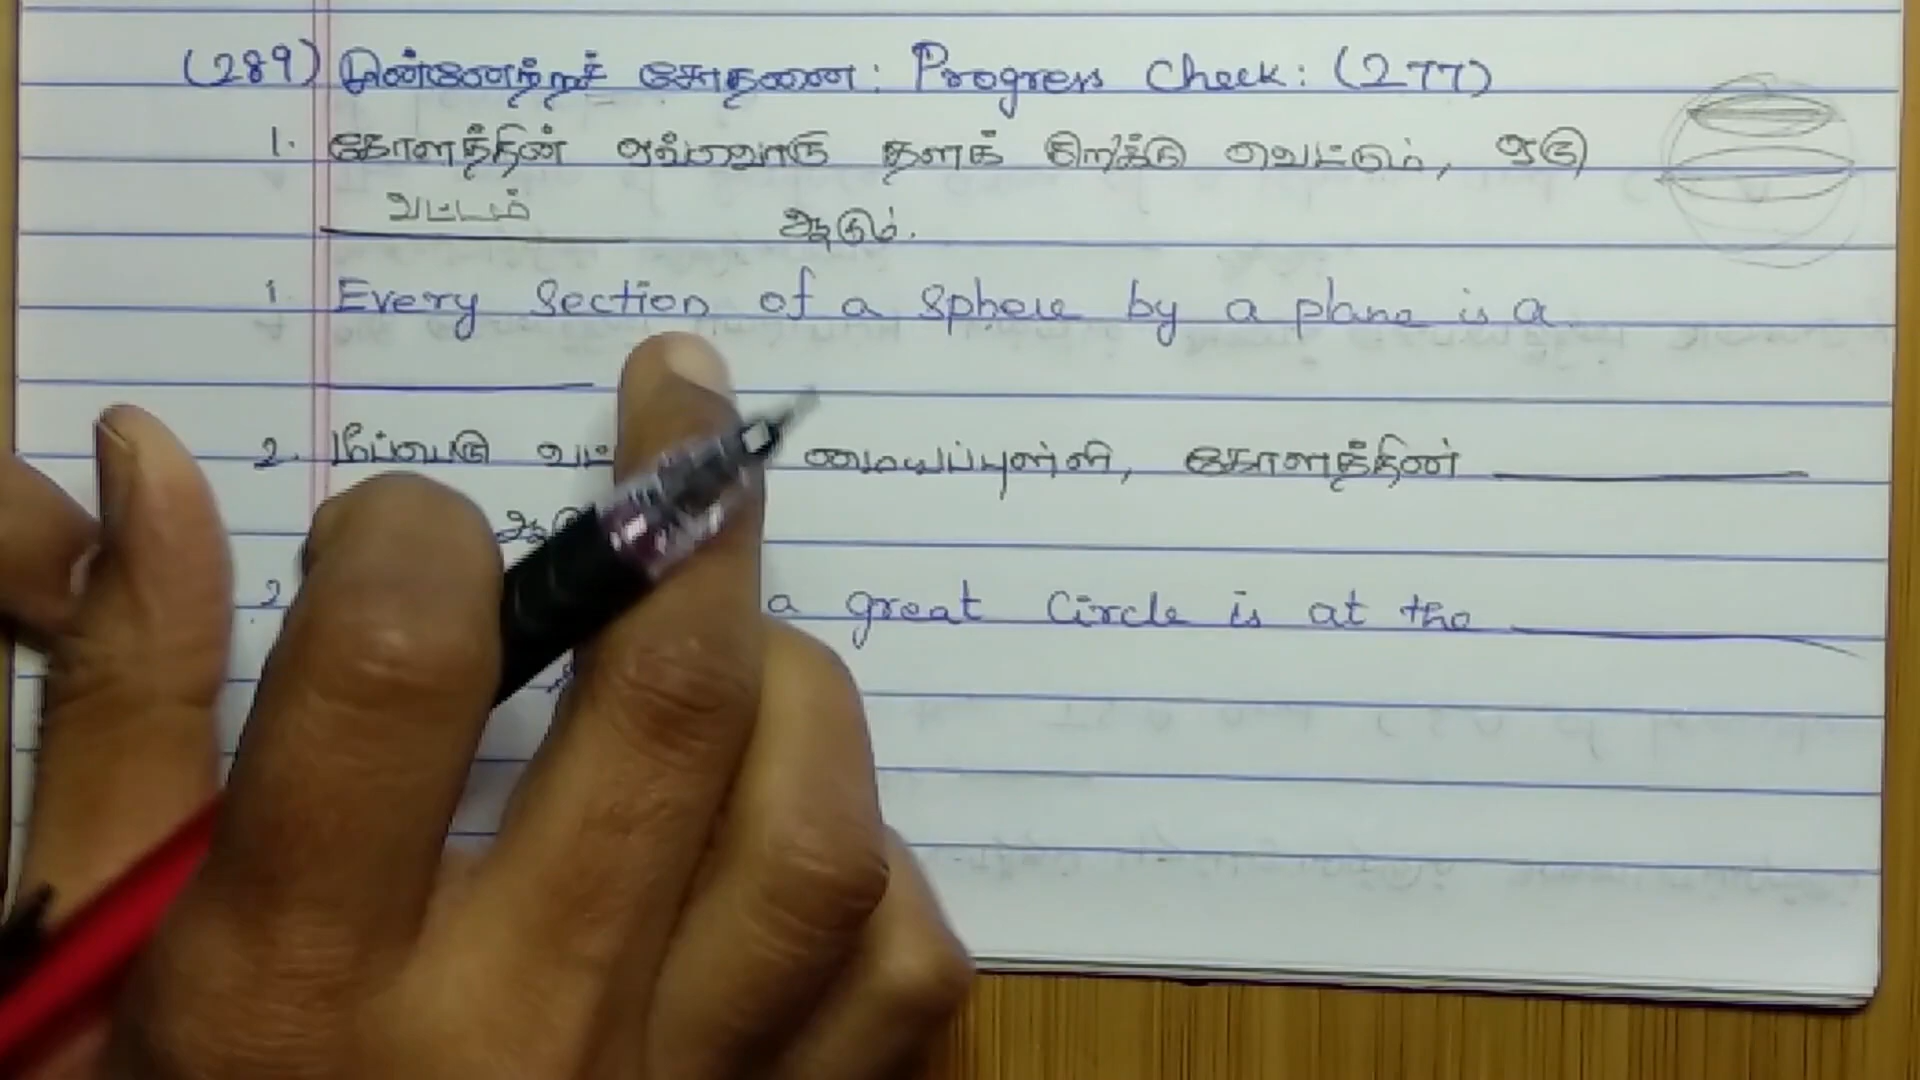 (289) முன்னேற்றச் சோதனை: Progress Check: (277)
1. கோளத்தின் ஒவ்வொரு தளக் குறுக்கு வெட்டும், ஒரு
வட்டம் ஆகும்.
1. Every Section of a Sphere by a plane is a
2. மீப்பெரு மையப்புள்ளி, கோளத்தின்
2. a great Circle is at the